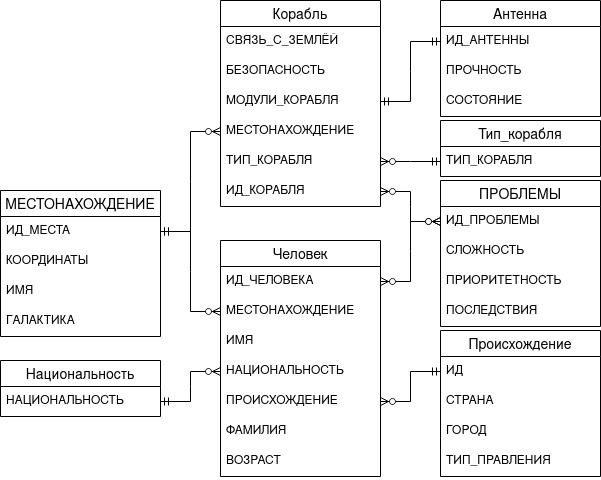 Корабль
СВЯЗЬ_С_ЗЕМЛЁЙ
БЕЗОПАСНОСТЬ
МОДУЛИ_КОРАБЛЯ
МЕСТОНАХОЖДЕНИЕ
ТИП_КОРАБЛЯ
ИД_КОРАБЛЯ
Антенна
ИД_АНТЕННЫ
ПРОЧНОСТЬ
СОСТОЯНИЕ
Тип_корабля
ТИП_КОРАБЛЯ
МЕСТОНАХОЖДЕНИЕ
ИД_МЕСТА
КООРДИНАТЫ
ИМЯ
ГАЛАКТИКА
ПРОБЛЕМЫ
ИД_ПРОБЛЕМЫ
СЛОЖНОСТЬ
ПРИОРИТЕТНОСТЬ
ПОСЛЕДСТВИЯ
Человек
ИД_ЧЕЛОВЕКА
МЕСТОНАХОЖДЕНИЕ
ИМЯ
НАЦИОНАЛЬНОСТЬ
ПРОИСХОЖДЕНИЕ
ФАМИЛИЯ
ВОЗРАСТ
Национальность
НАЦИОНАЛЬНОСТЬ
Происхождение
ИД
СТРАНА
ГОРОД
ТИП_ПРАВЛЕНИЯ